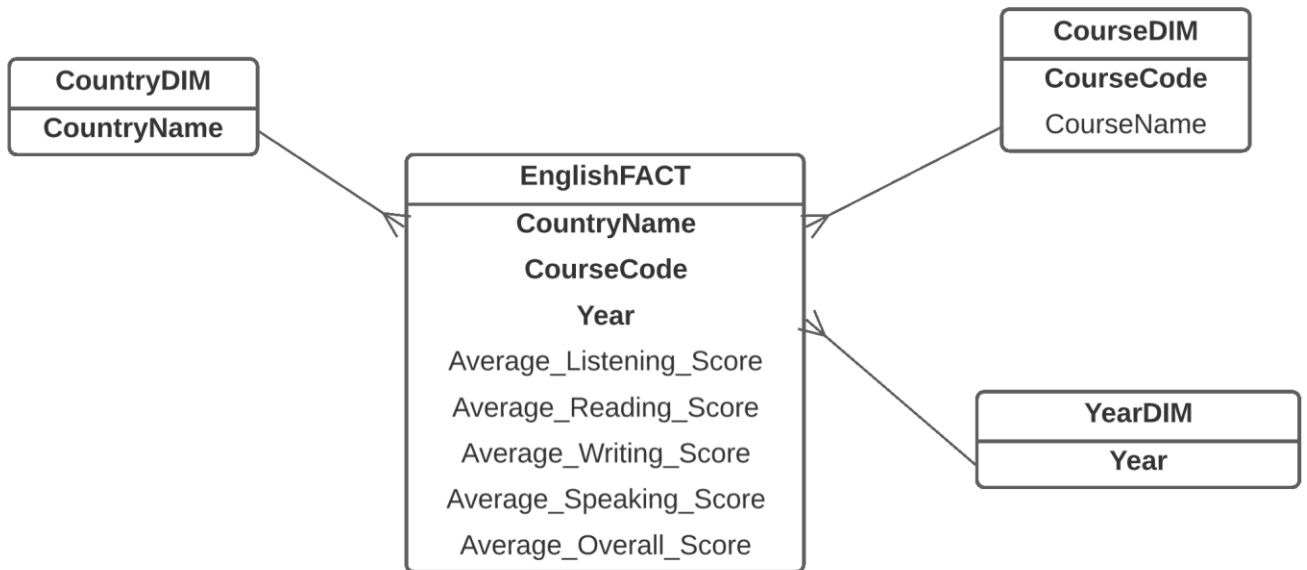 CountryDIM
CountryName
EnglishFACT
CountryName
CourseCode
Year
Average_Listening_Score
Average_Reading_Score
Average_Writing_Score
Average_Speaking_Score
Average_Overall_Score
CourseDIM
CourseCode
CourseName
YearDIM
Year